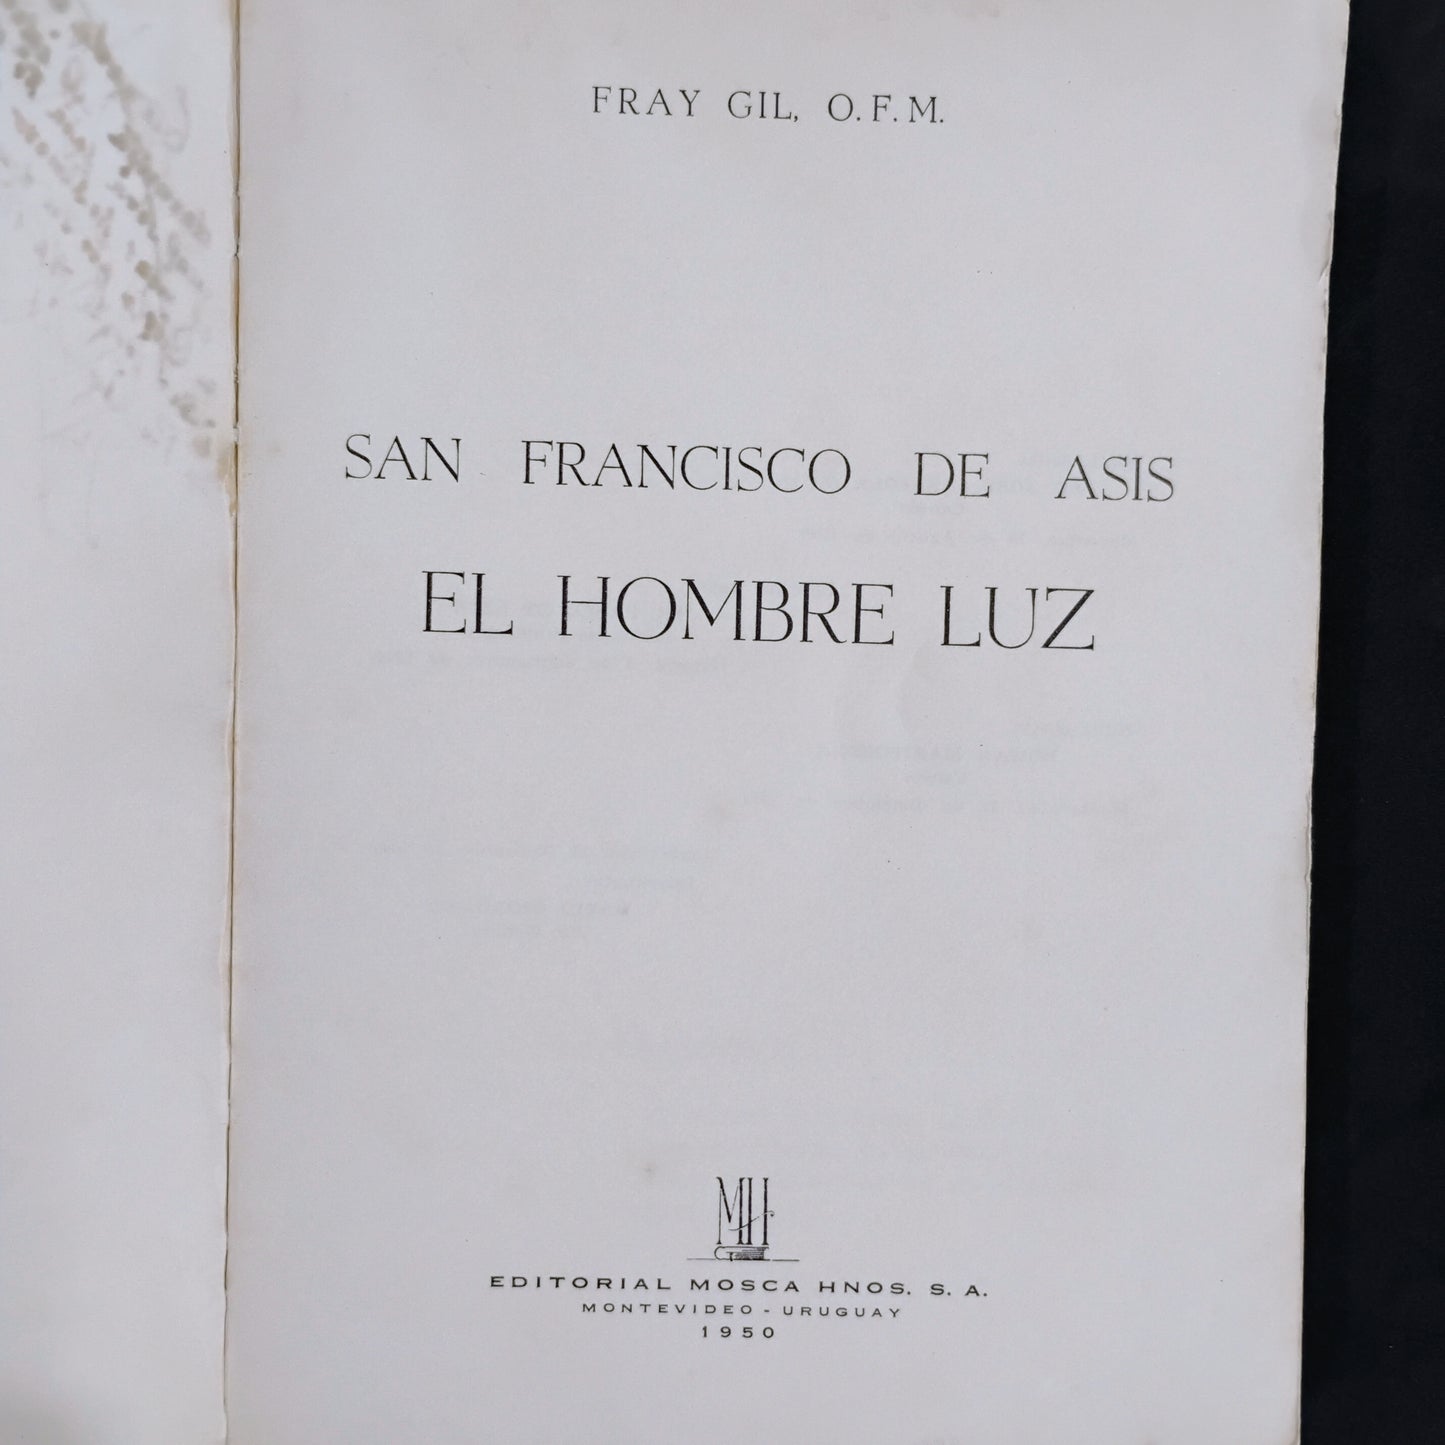 FRAY GIL, O. F. M.
SAN FRANCISCO DE ASIS
EL HOMBRE LUZ
MH
EDITORIAL MOSCA HNOS. S. A.
MONTEVIDEO - URUGUAY
1950